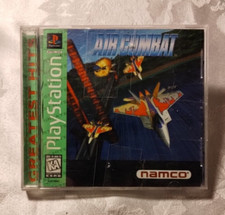 AIR COMBAT
GREATEST HITS
PlayStation
namco